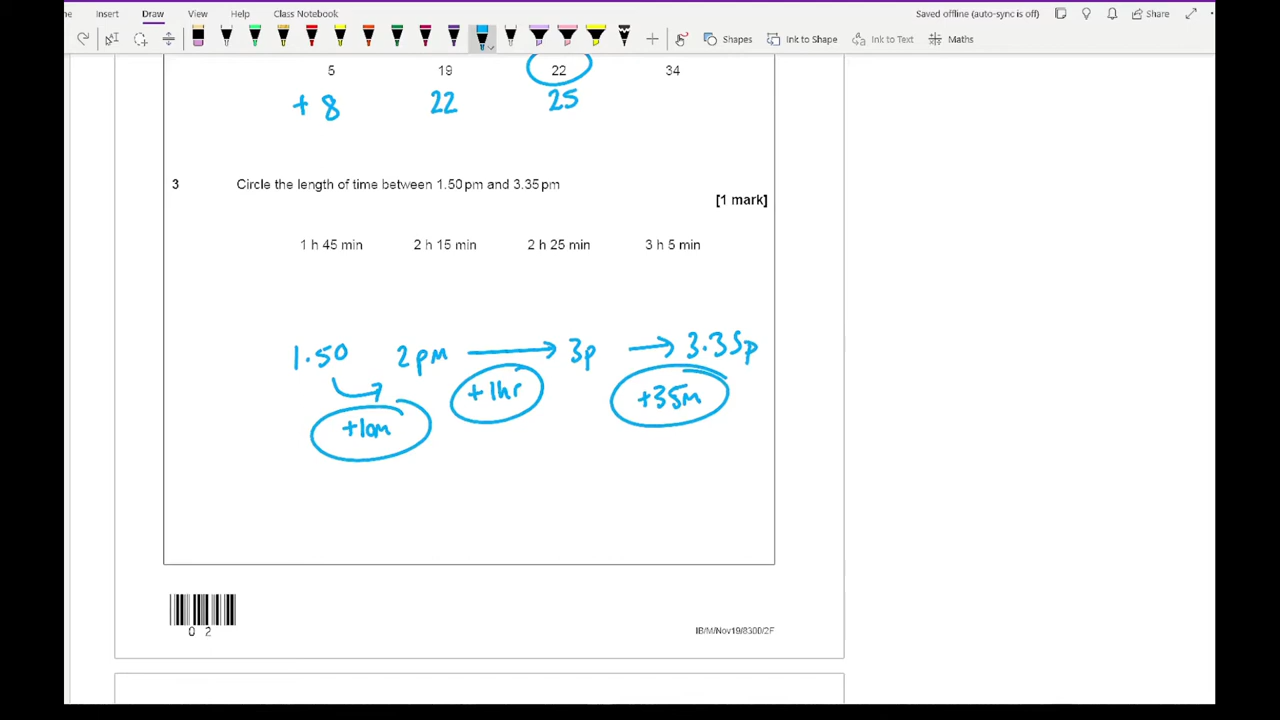 Insert Draw View Help Class Notebook Saved offline (auto-sync is off) Share
Shapes Ink to Shape Ink to Text Maths
5 19 22 34
+ 8 22 25
3 Circle the length of time between 1.50 pm and 3.35 pm
[1 mark]
1 h 45 min 2 h 15 min 2 h 25 min 3 h 5 min
1.50 2pm → 3p → 3.35p
+10m +1hr +35m
0 2
IB/M/Nov19/8300/2F